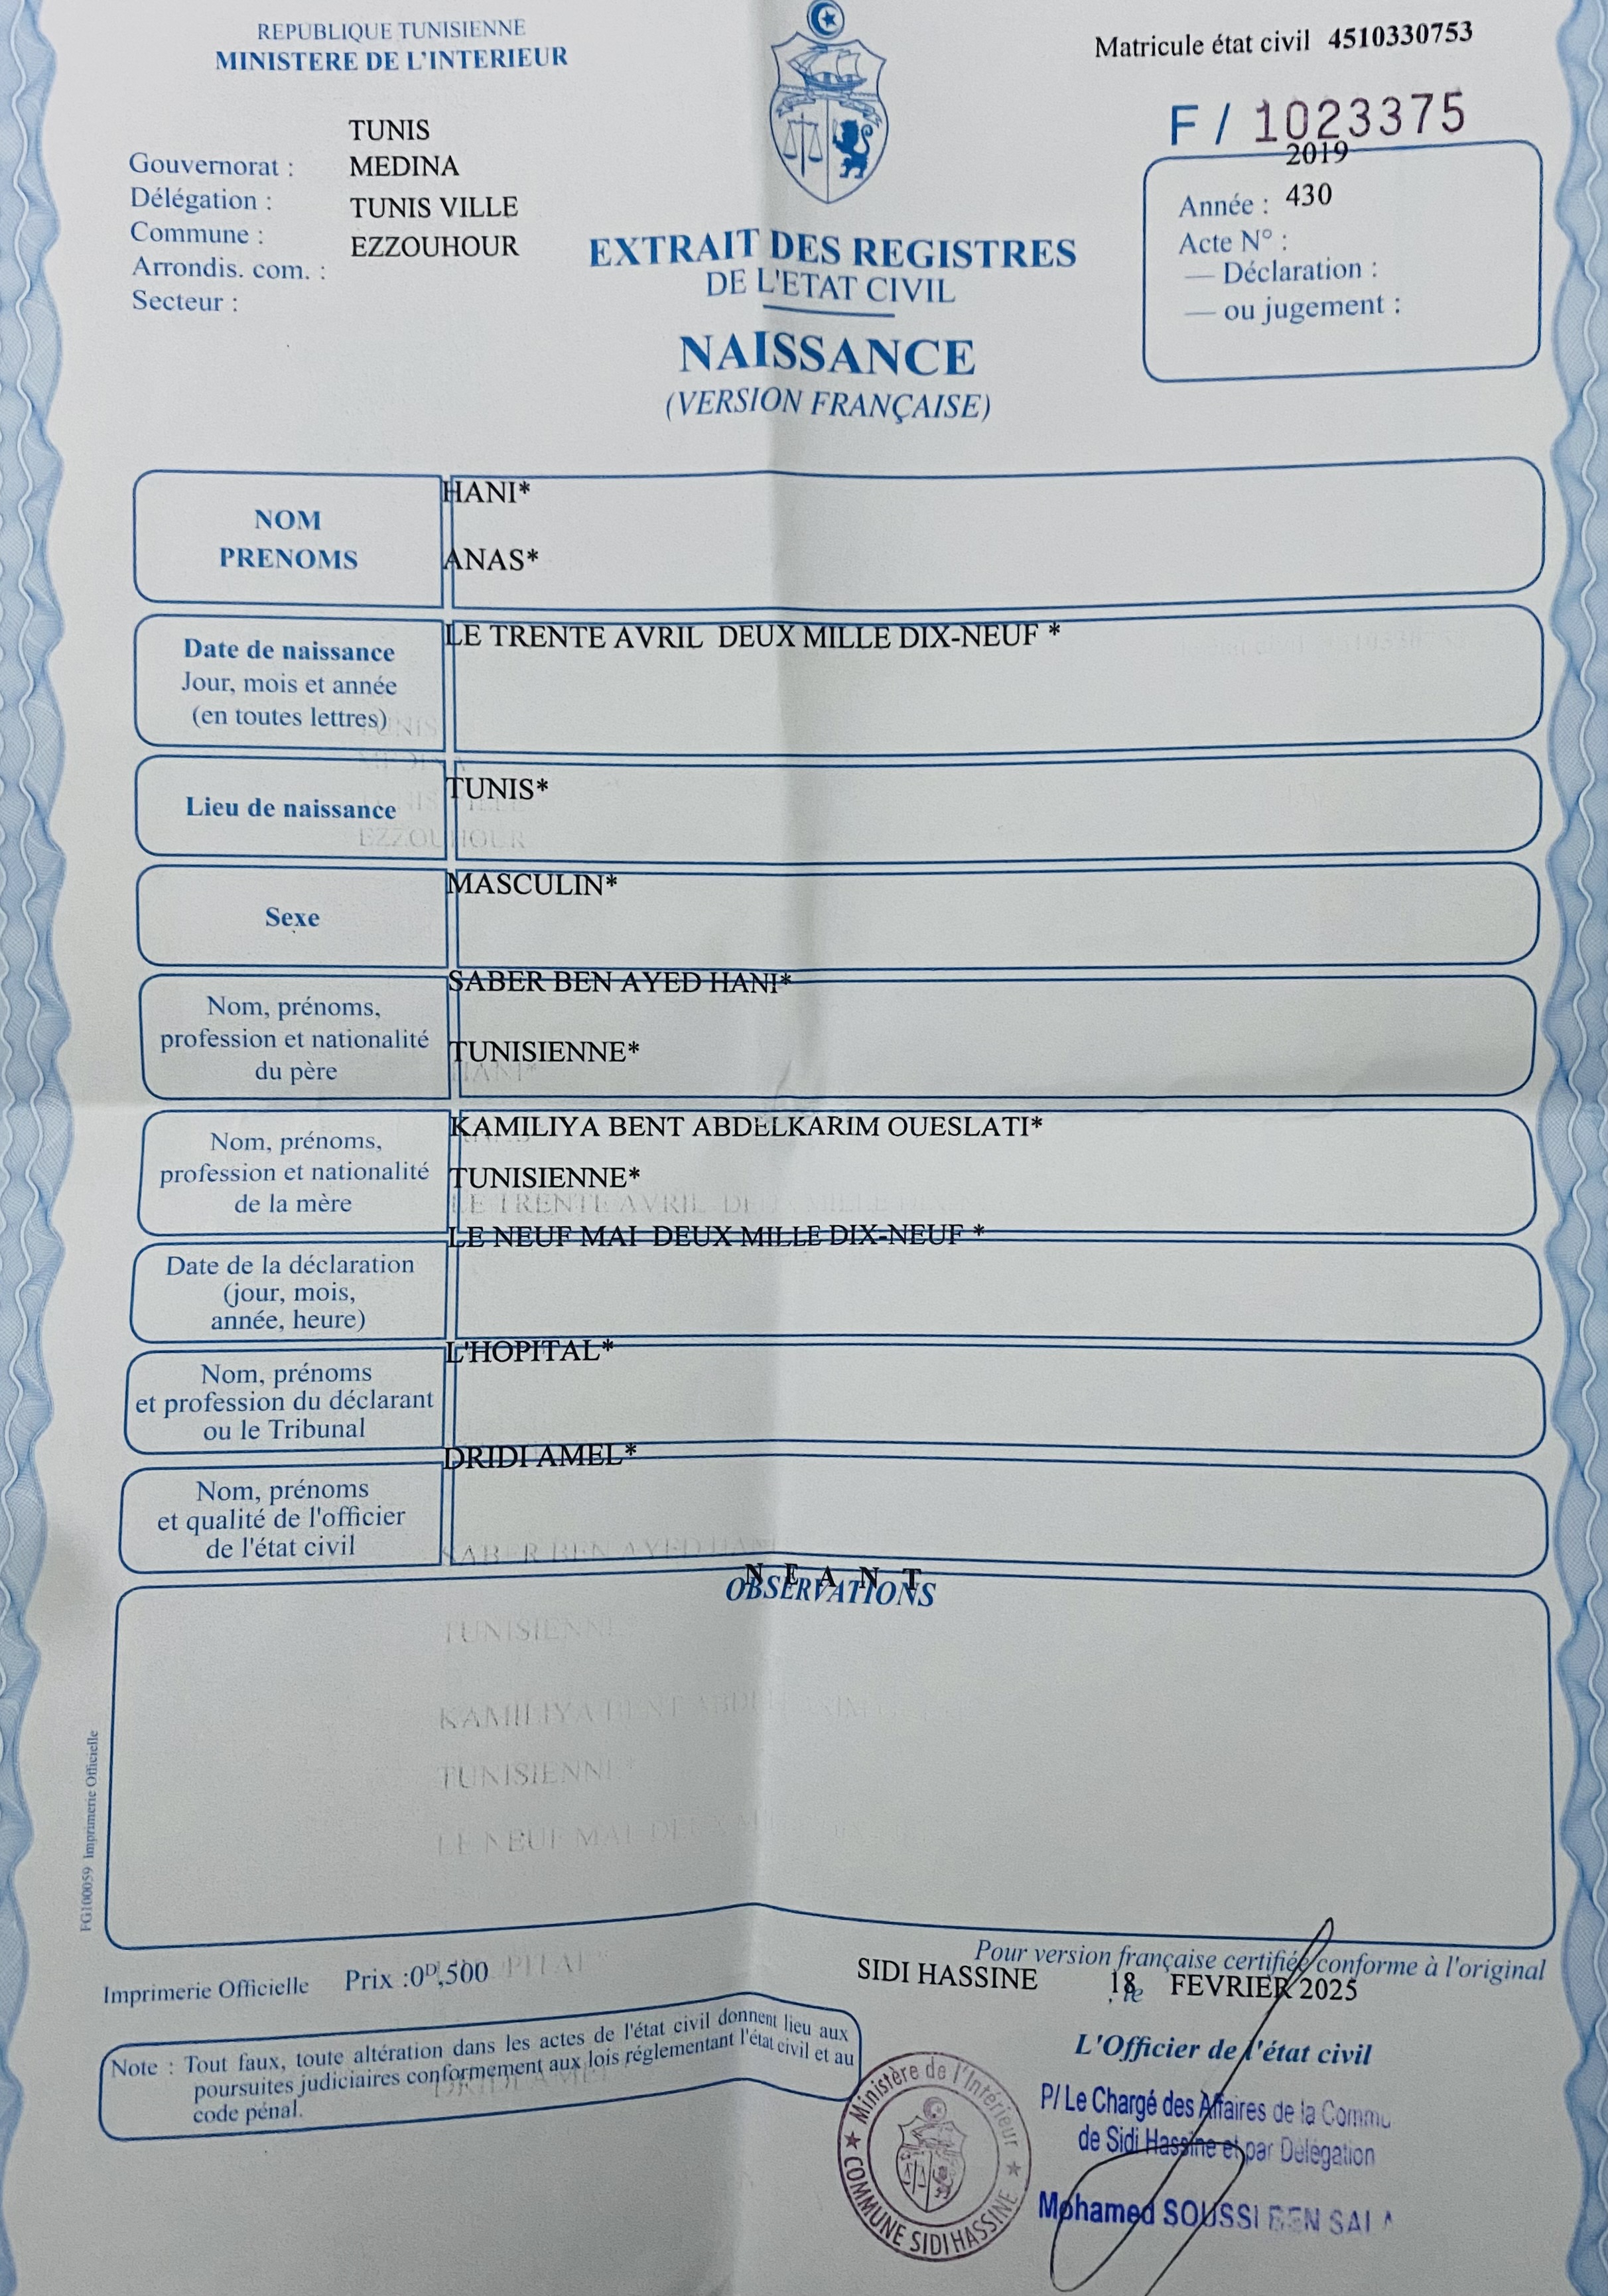 REPUBLIQUE TUNISIENNE
MINISTERE DE L'INTERIEUR
Matricule état civil 4510330753
F / 1023375
TUNIS
Gouvernorat : MEDINA
Délégation : TUNIS VILLE
Commune : EZZOUHOUR
Arrondis. com. :
Secteur :
2019
Année : 430
Acte N° :
— Déclaration :
— ou jugement :
EXTRAIT DES REGISTRES
DE L'ETAT CIVIL
NAISSANCE
(VERSION FRANÇAISE)
NOM
PRENOMS
HANI*
ANAS*
Date de naissance
Jour, mois et année
(en toutes lettres)
LE TRENTE AVRIL DEUX MILLE DIX-NEUF *
Lieu de naissance
TUNIS*
Sexe
MASCULIN*
Nom, prénoms,
profession et nationalité
du père
SABER BEN AYED HANI*
TUNISIENNE*
Nom, prénoms,
profession et nationalité
de la mère
KAMILIYA BENT ABDELKARIM OUESLATI*
TUNISIENNE*
Date de la déclaration
(jour, mois,
année, heure)
LE NEUF MAI DEUX MILLE DIX-NEUF *
Nom, prénoms
et profession du déclarant
ou le Tribunal
L'HOPITAL*
Nom, prénoms
et qualité de l'officier
de l'état civil
DRIDI AMEL*
N E A N T
OBSERVATIONS
FG100059 Imprimerie Officielle
Imprimerie Officielle Prix :0ᴰ,500
Pour version française certifiée conforme à l'original
SIDI HASSINE , le 18 FEVRIER 2025
Note : Tout faux, toute altération dans les actes de l'état civil donnent lieu aux
poursuites judiciaires conformement aux lois réglementant l'état civil et au
code pénal.
L'Officier de l'état civil
Ministère de l'Intérieur
★ COMMUNE SIDI HASSINE ★
P/ Le Chargé des Affaires de la Commu
de Sidi Hassine et par Délégation
Mohamed SOUSSI BEN SALA